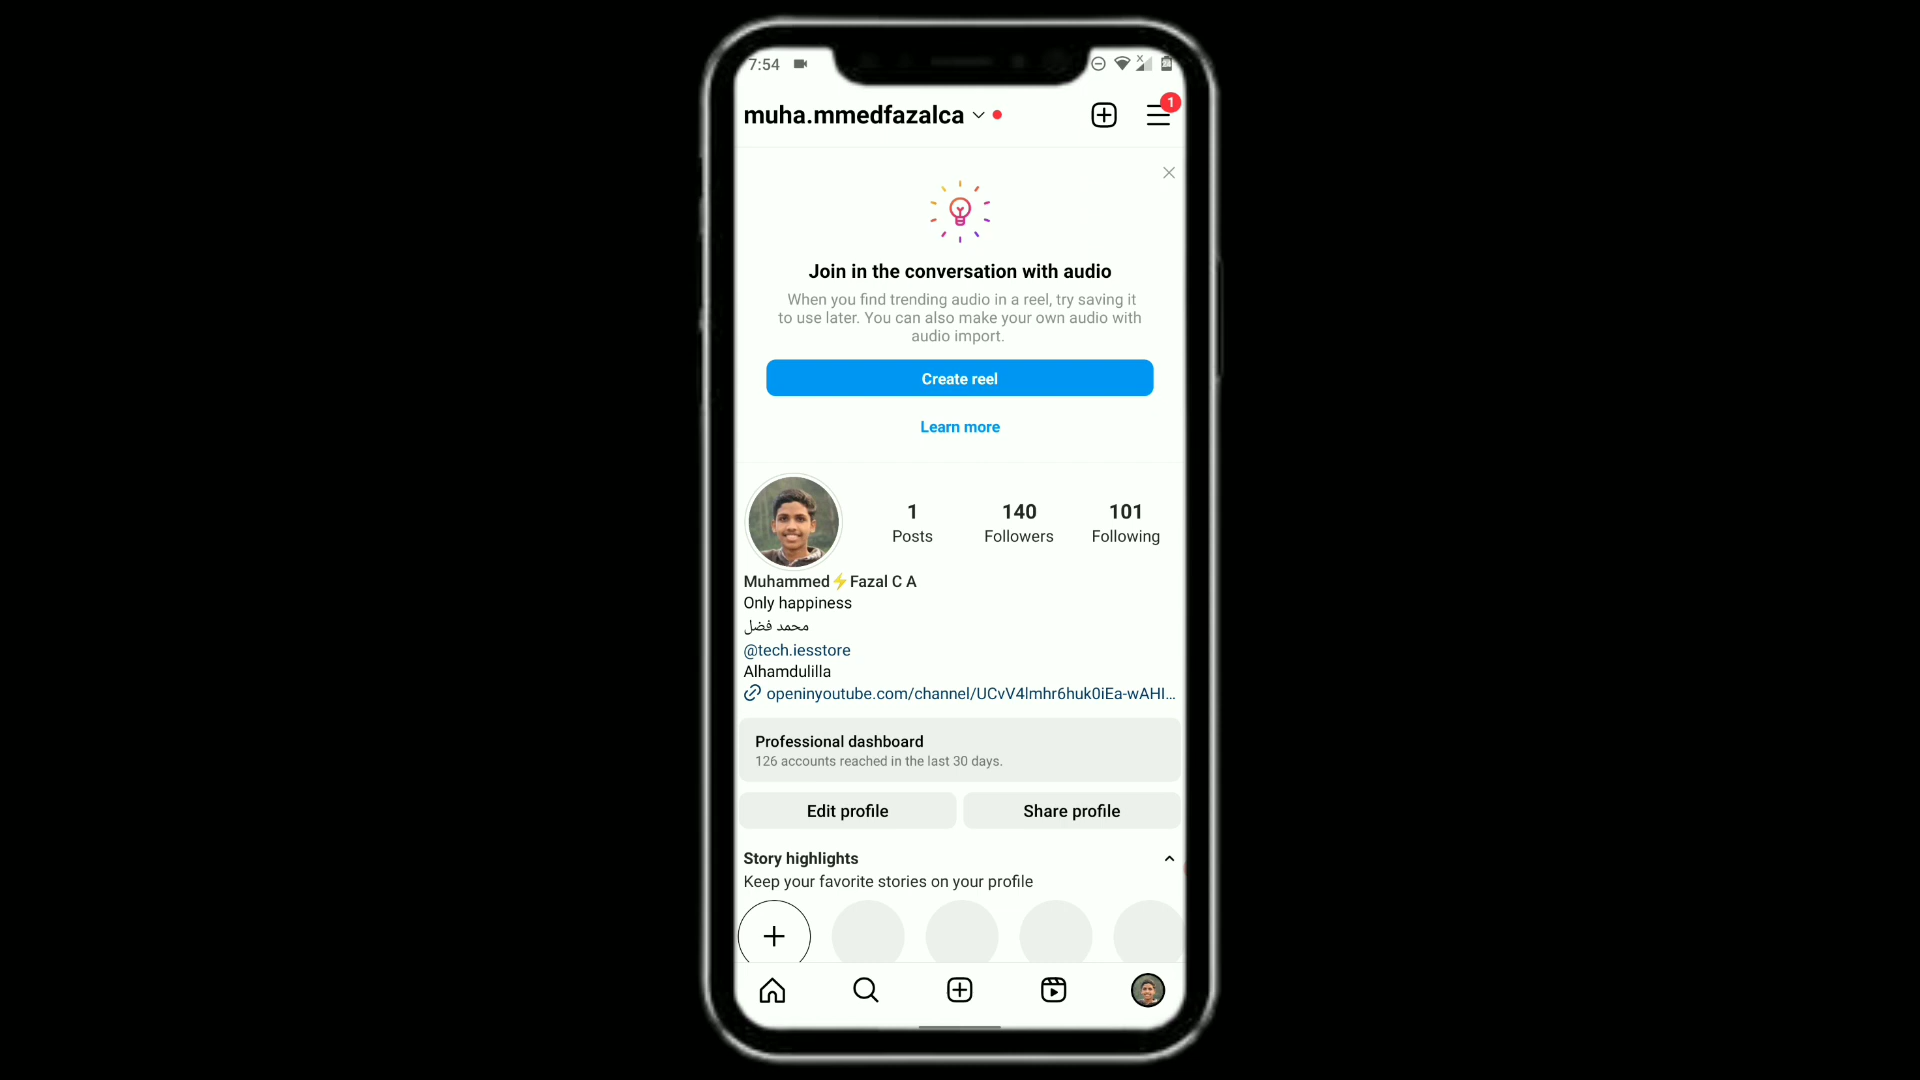 7:54
muha.mmedfazalca
1
Join in the conversation with audio
When you find trending audio in a reel, try saving it
to use later. You can also make your own audio with
audio import.
Create reel
Learn more
1 140 101
Posts Followers Following
Muhammed⚡Fazal C A
Only happiness
محمد فضل
@tech.iesstore
Alhamdulilla
openinyoutube.com/channel/UCvV4lmhr6huk0iEa-wAHI...
Professional dashboard
126 accounts reached in the last 30 days.
Edit profile Share profile
Story highlights
Keep your favorite stories on your profile